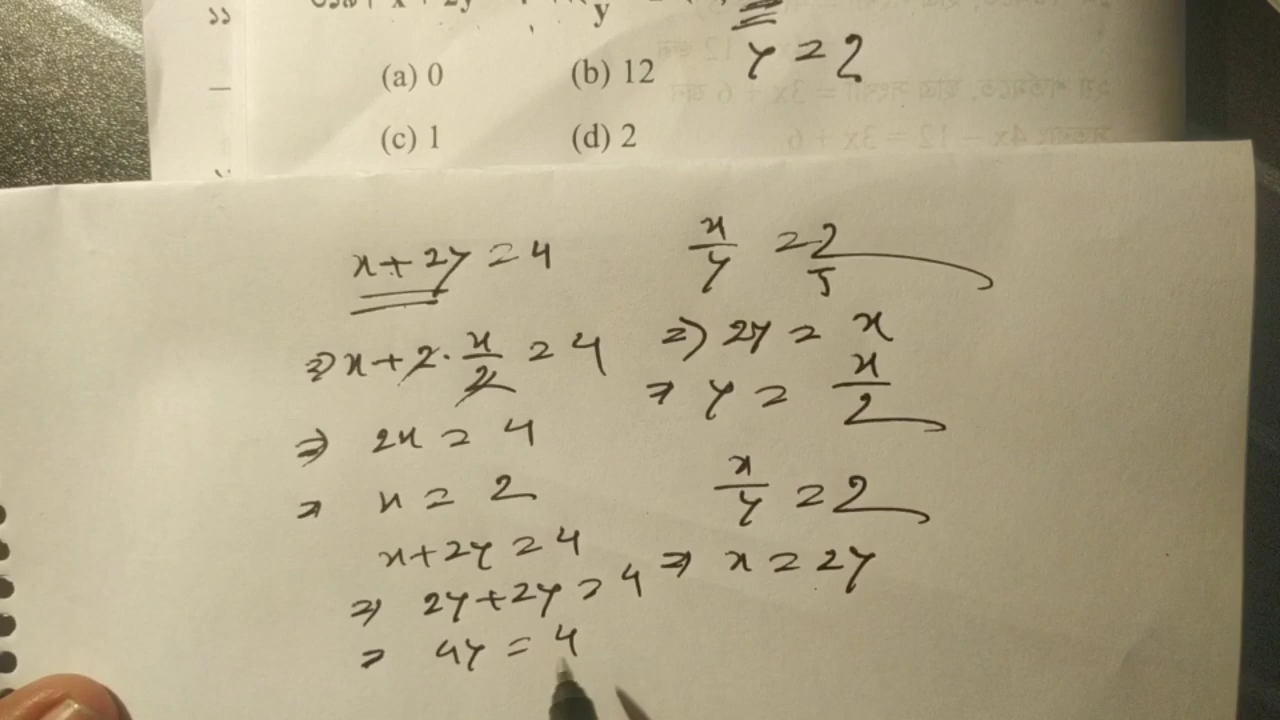 y = 2
(a) 0 (b) 12
(c) 1 (d) 2
x + 2y = 4
⇒ x + 2 · x/2 = 4
⇒ 2x = 4
⇒ x = 2
x + 2y = 4
⇒ 2y + 2y = 4
⇒ 4y = 4
x/y = 2/5
⇒ 2y = x
⇒ y = x/2
x/y = 2
⇒ x = 2y